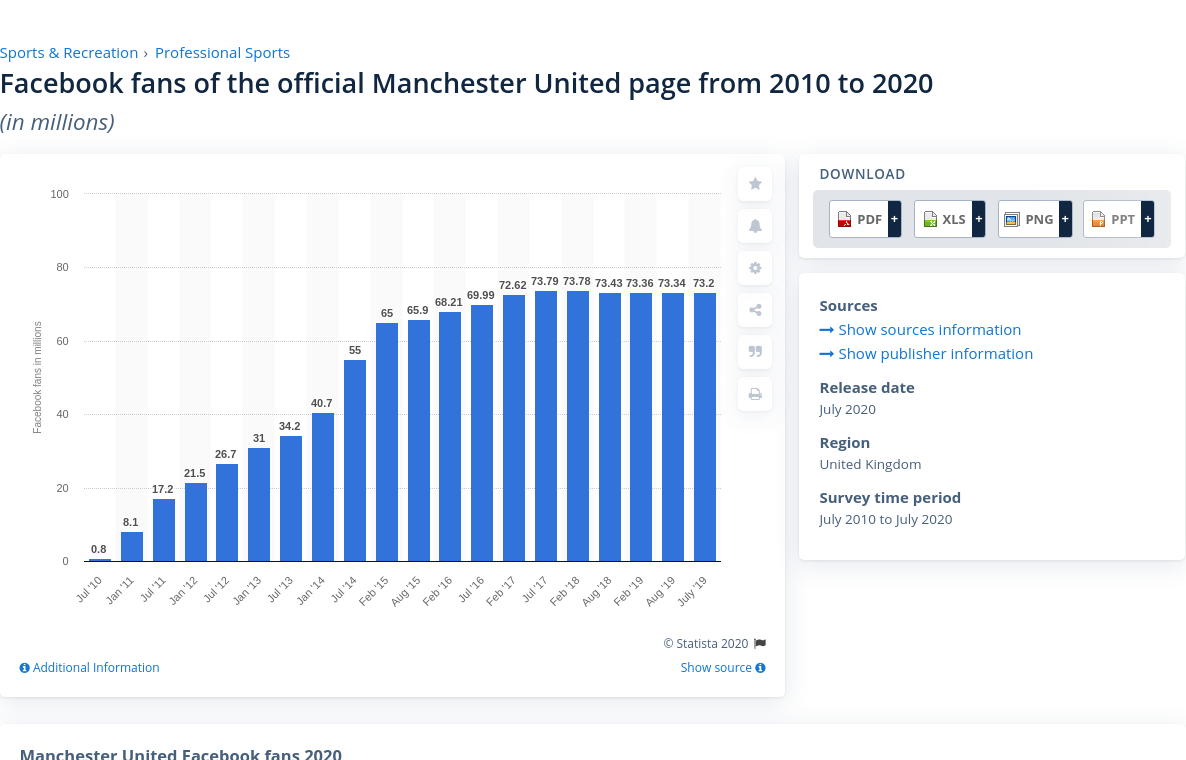 Sports & Recreation › Professional Sports
Facebook fans of the official Manchester United page from 2010 to 2020
(in millions)
Facebook fans in millions
100
80
60
40
20
0
0.8
8.1
17.2
21.5
26.7
31
34.2
40.7
55
65
65.9
68.21
69.99
72.62
73.79
73.78
73.43
73.36
73.34
73.2
Jul '10
Jan '11
Jul '11
Jan '12
Jul '12
Jan '13
Jul '13
Jan '14
Jul '14
Feb '15
Aug '15
Feb '16
Jul '16
Feb '17
Jul '17
Feb '18
Aug '18
Feb '19
Aug '19
July '19
© Statista 2020
Additional Information
Show source
DOWNLOAD
PDF +
XLS +
PNG +
PPT +
Sources
Show sources information
Show publisher information
Release date
July 2020
Region
United Kingdom
Survey time period
July 2010 to July 2020
Manchester United Facebook fans 2020